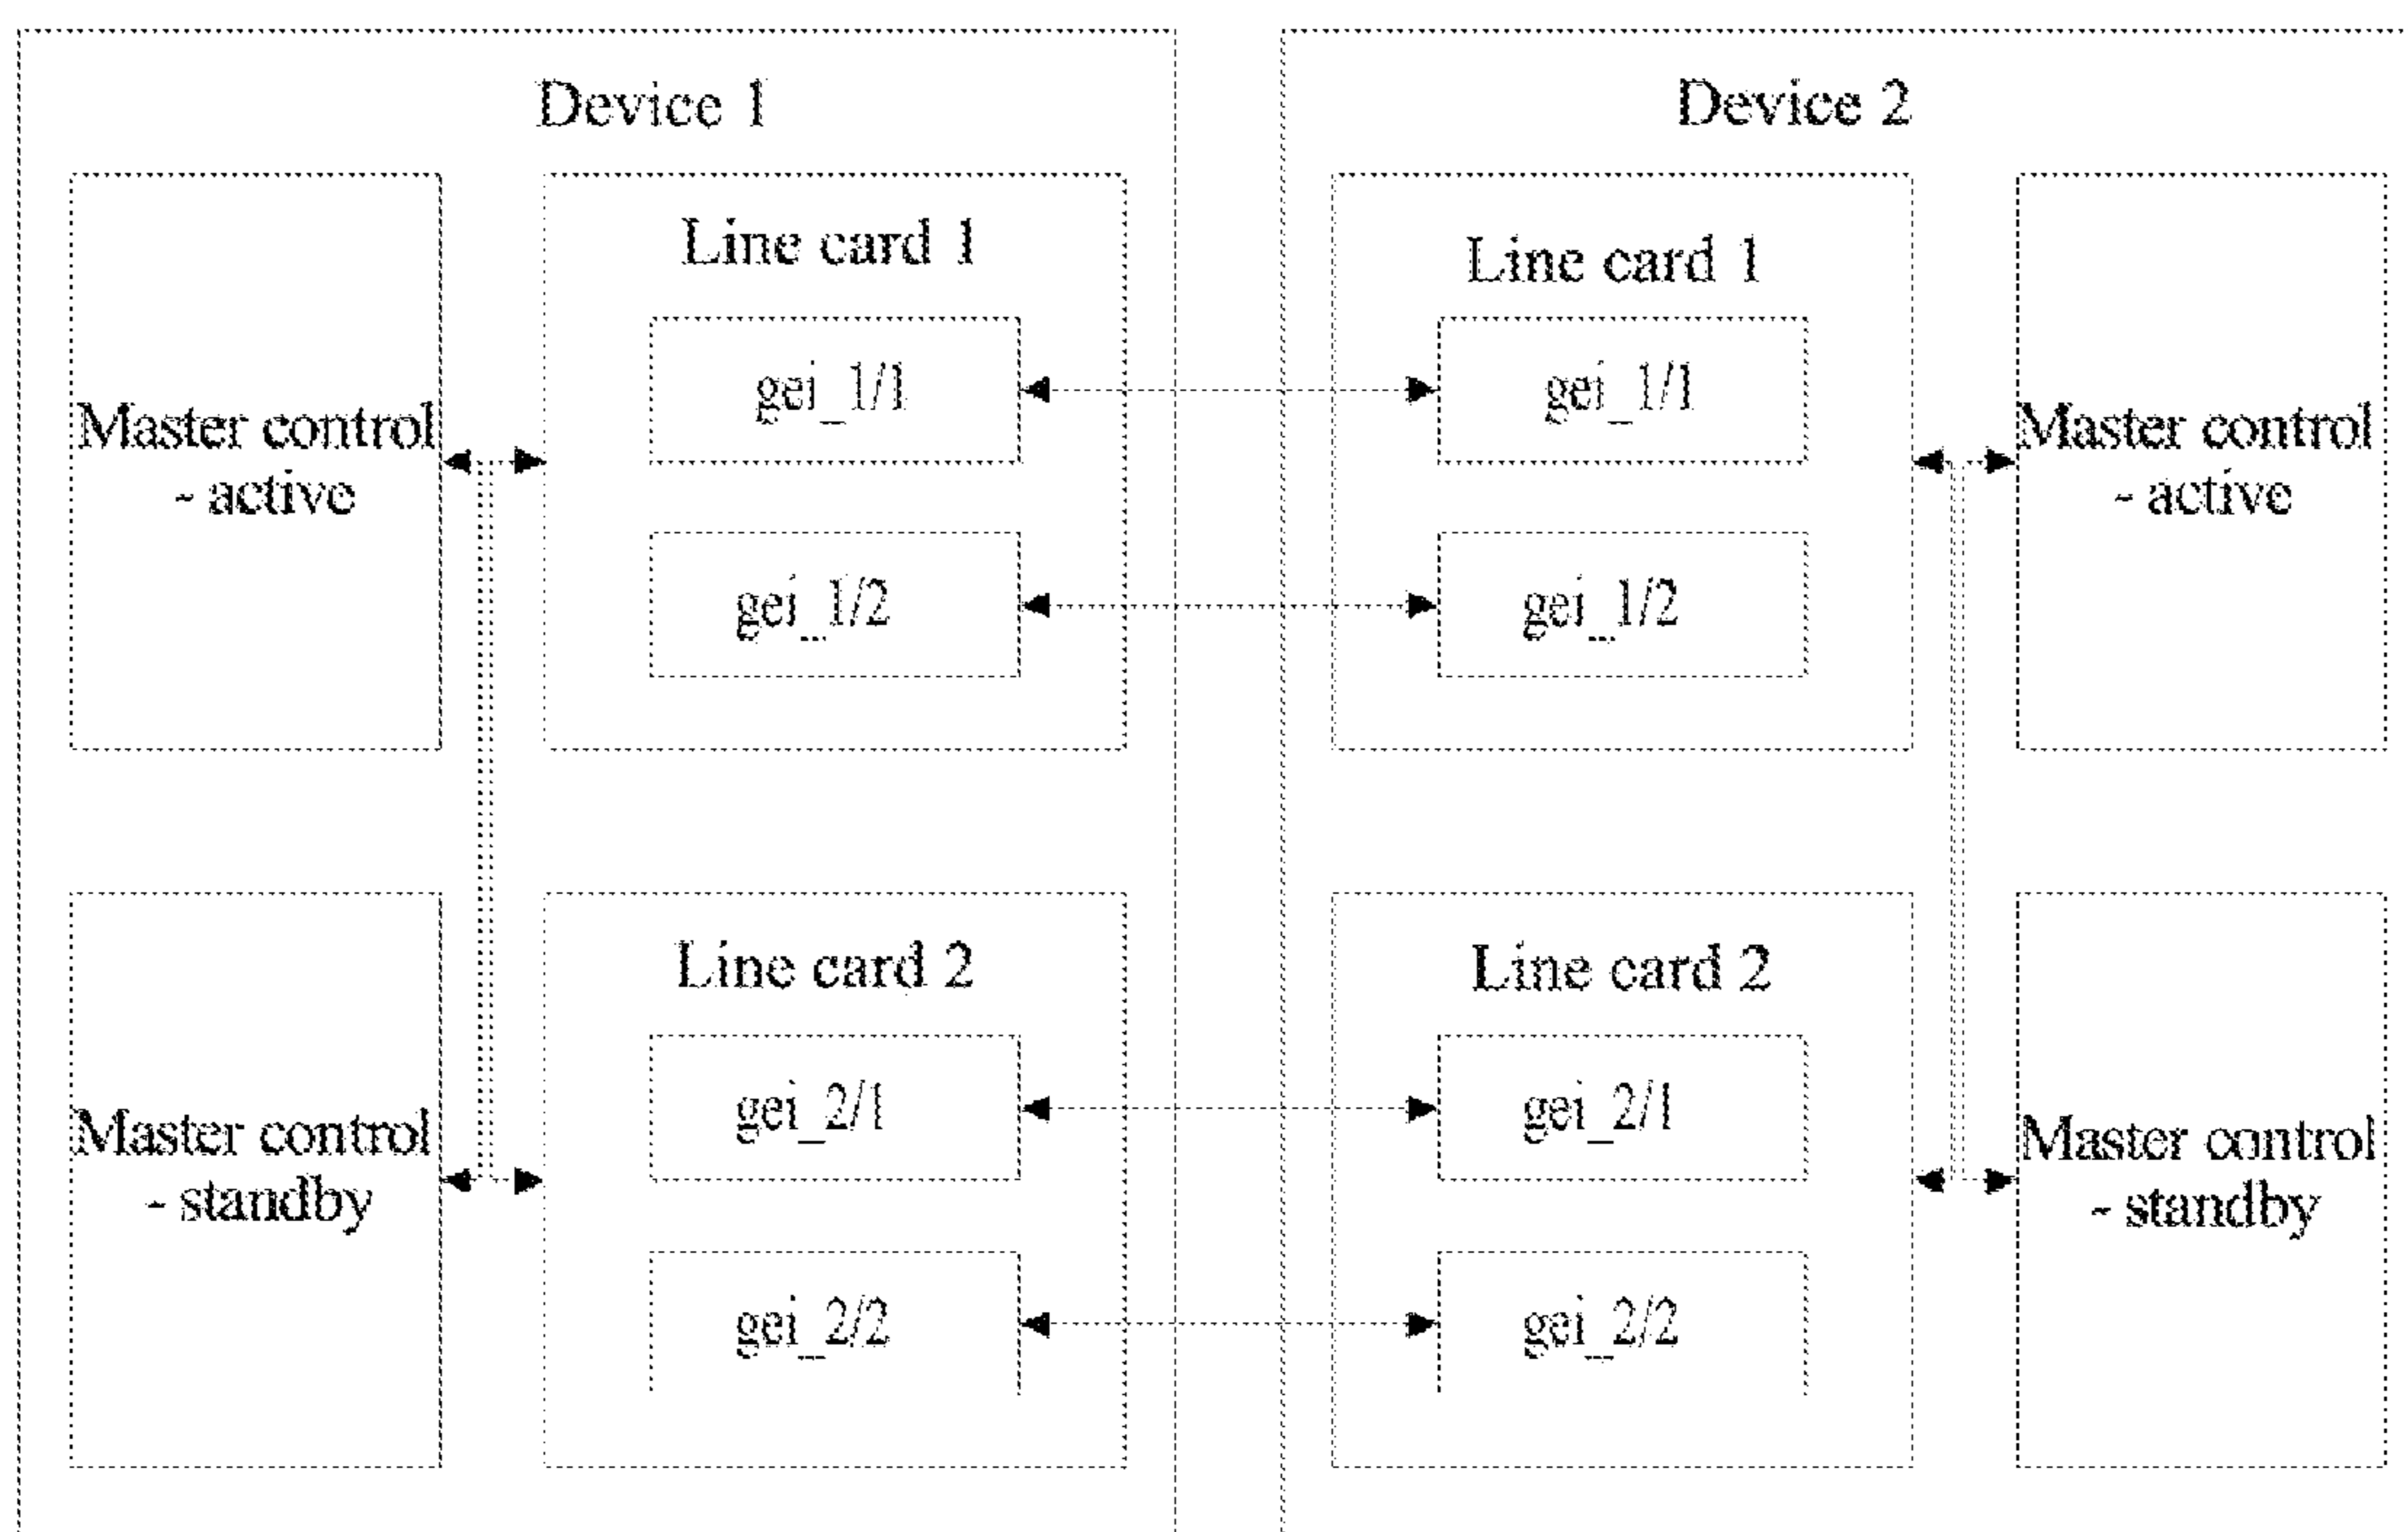 Device 1
Device 2
Line card 1
Line card 1
gei_1/1
gei_1/1
Master control
- active
Master control
- active
gei_1/2
gei_1/2
Line card 2
Line card 2
gei_2/1
gei_2/1
Master control
- standby
Master control
- standby
gei_2/2
gei_2/2